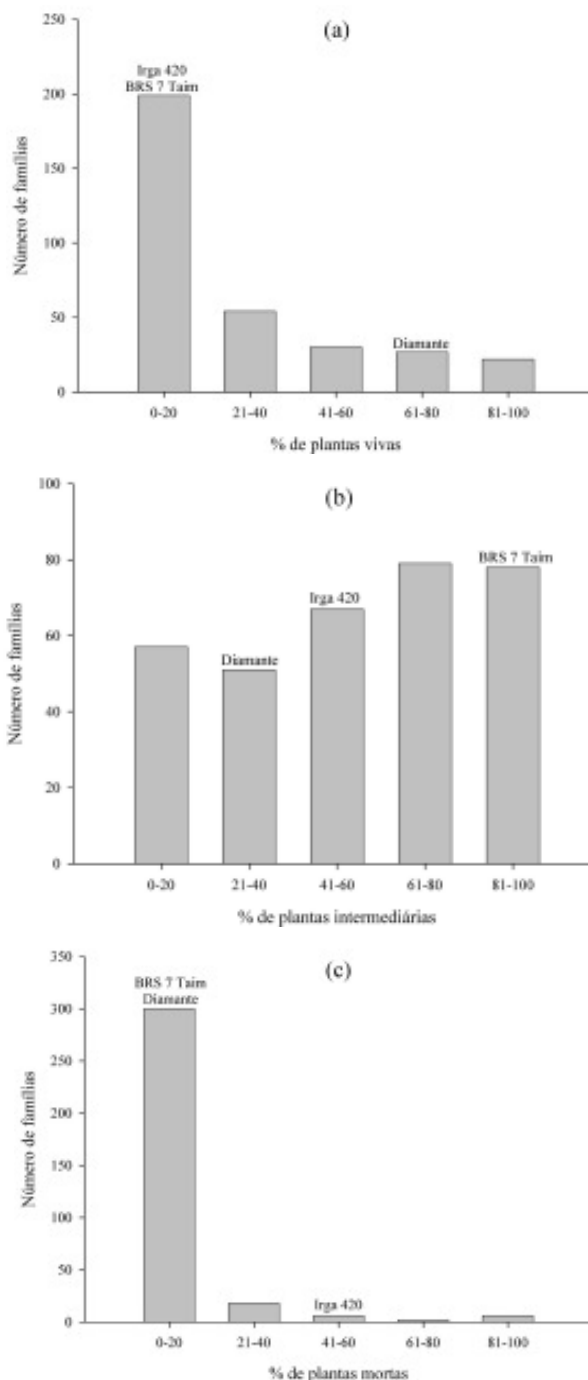 (a)
250
200
150
100
50
0
Número de famílias
Irga 420
BRS 7 Taim
Diamante
0-20 21-40 41-60 61-80 81-100
% de plantas vivas
(b)
100
80
60
40
20
0
Número de famílias
Diamante
Irga 420
BRS 7 Taim
0-20 21-40 41-60 61-80 81-100
% de plantas intermediárias
(c)
350
300
250
200
150
100
50
0
Número de famílias
BRS 7 Taim
Diamante
Irga 420
0-20 21-40 41-60 61-80 81-100
% de plantas mortas